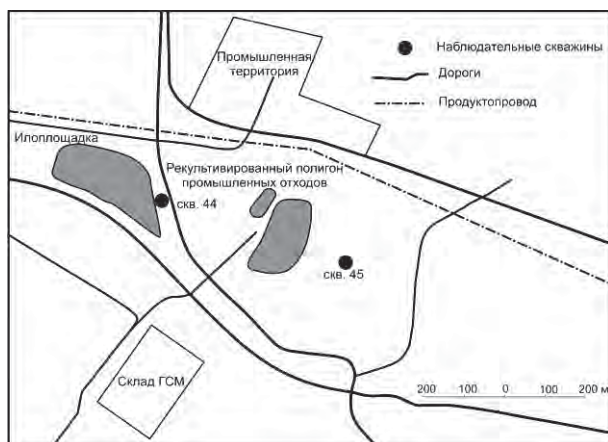 Промышленная
территория
Наблюдательные скважины
Дороги
Продуктопровод
Илоплощадка
Рекультивированный полигон
промышленных отходов
скв. 44
скв. 45
Склад ГСМ
200 100 0 100 200 м